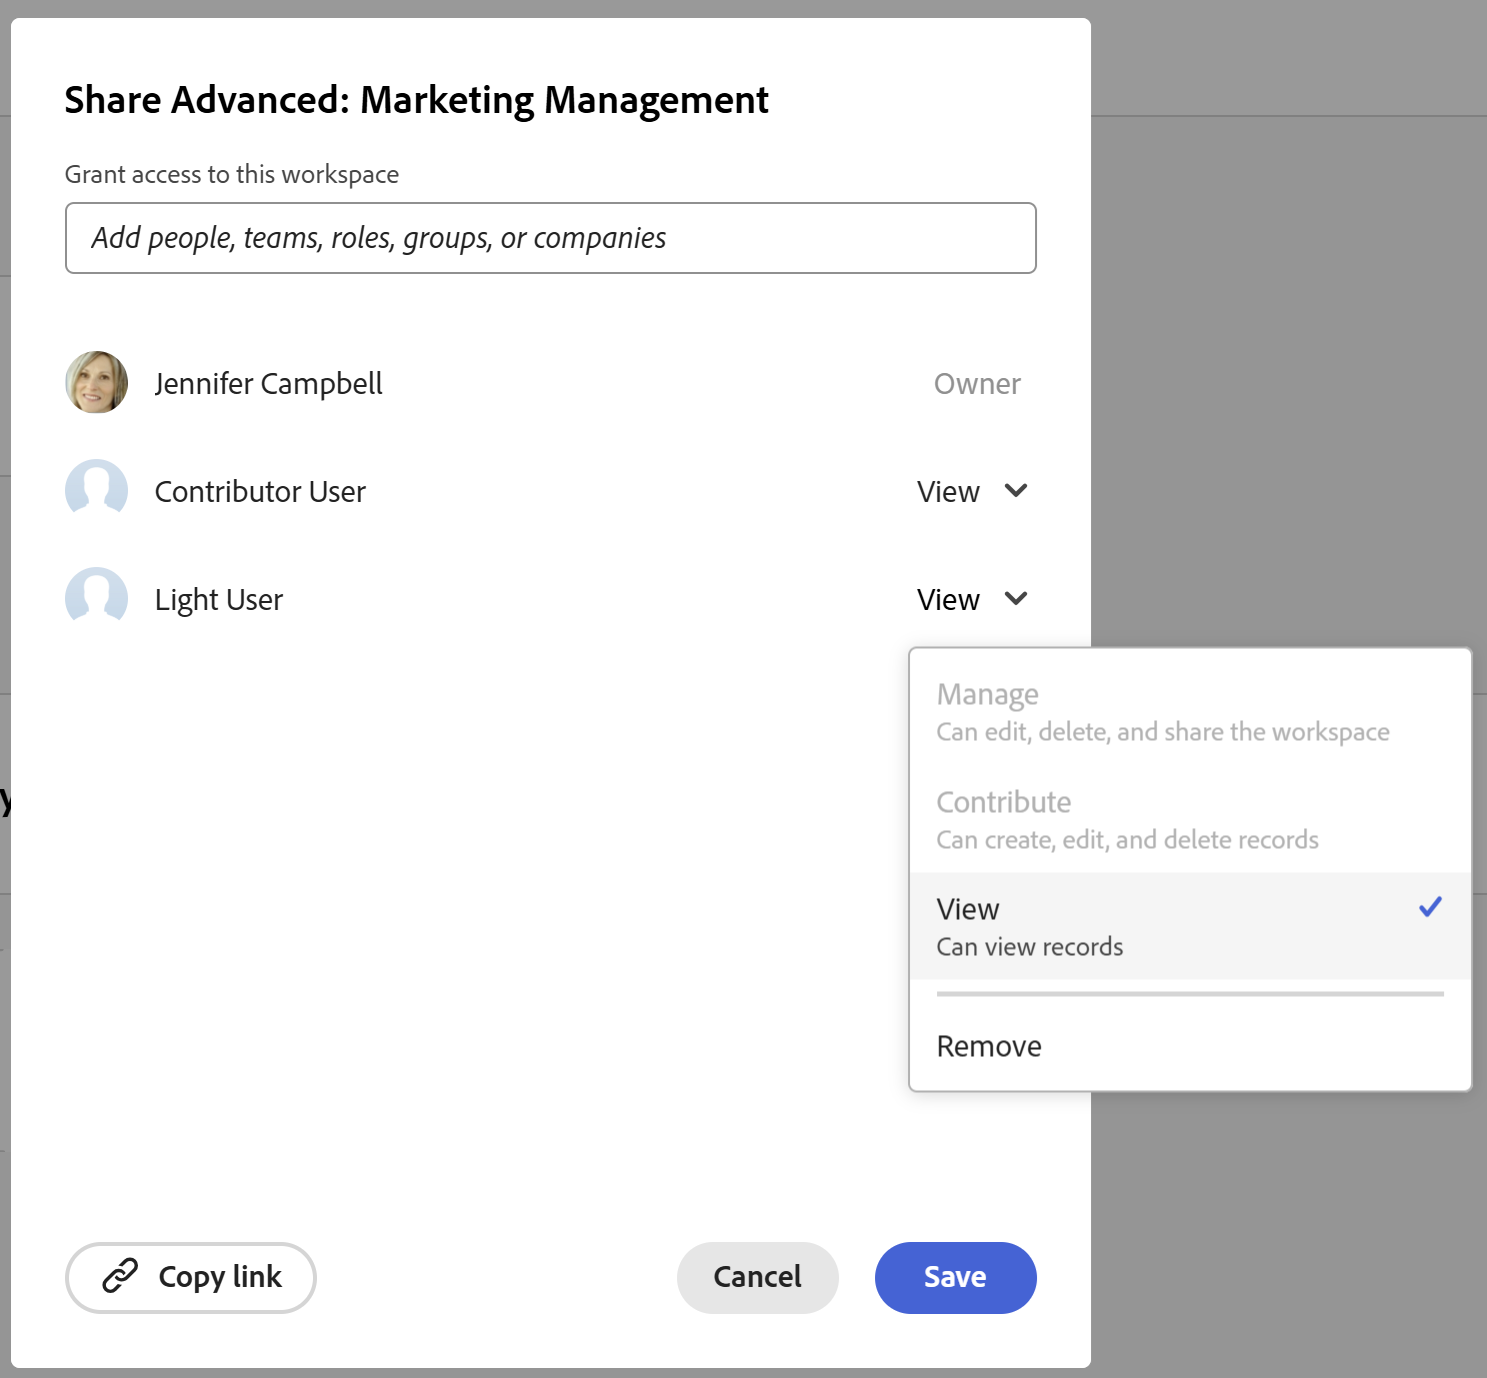 Share Advanced: Marketing Management
Grant access to this workspace
Add people, teams, roles, groups, or companies
Jennifer Campbell
Owner
Contributor User
View
Light User
View
Manage
Can edit, delete, and share the workspace
Contribute
Can create, edit, and delete records
View
Can view records
Remove
Copy link
Cancel
Save